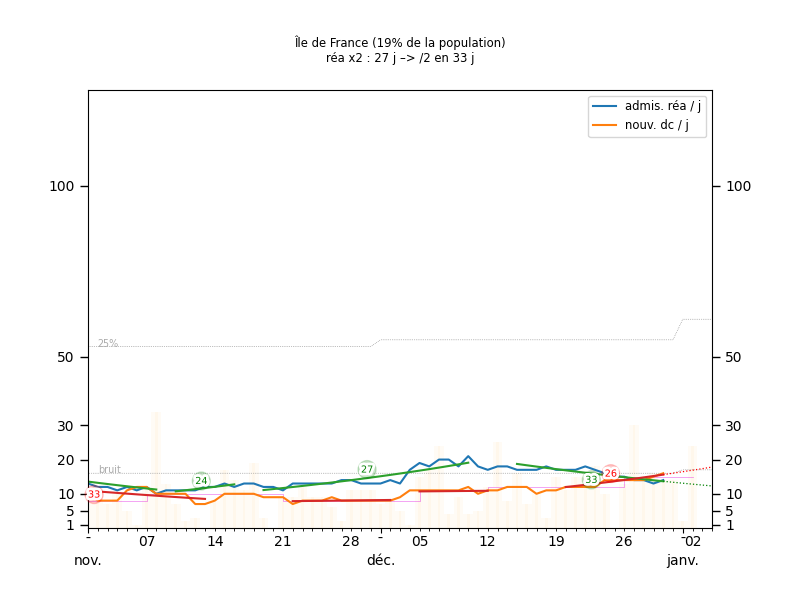 Île de France (19% de la population)
réa x2 : 27 j –> /2 en 33 j
admis. réa / j
nouv. dc / j
100 100
50 50
25%
30 30
20 20
bruit
10 10
5 5
1 1
33
24
27
33
26
- 07 14 21 28 - 05 12 19 26 02
nov. déc. janv.